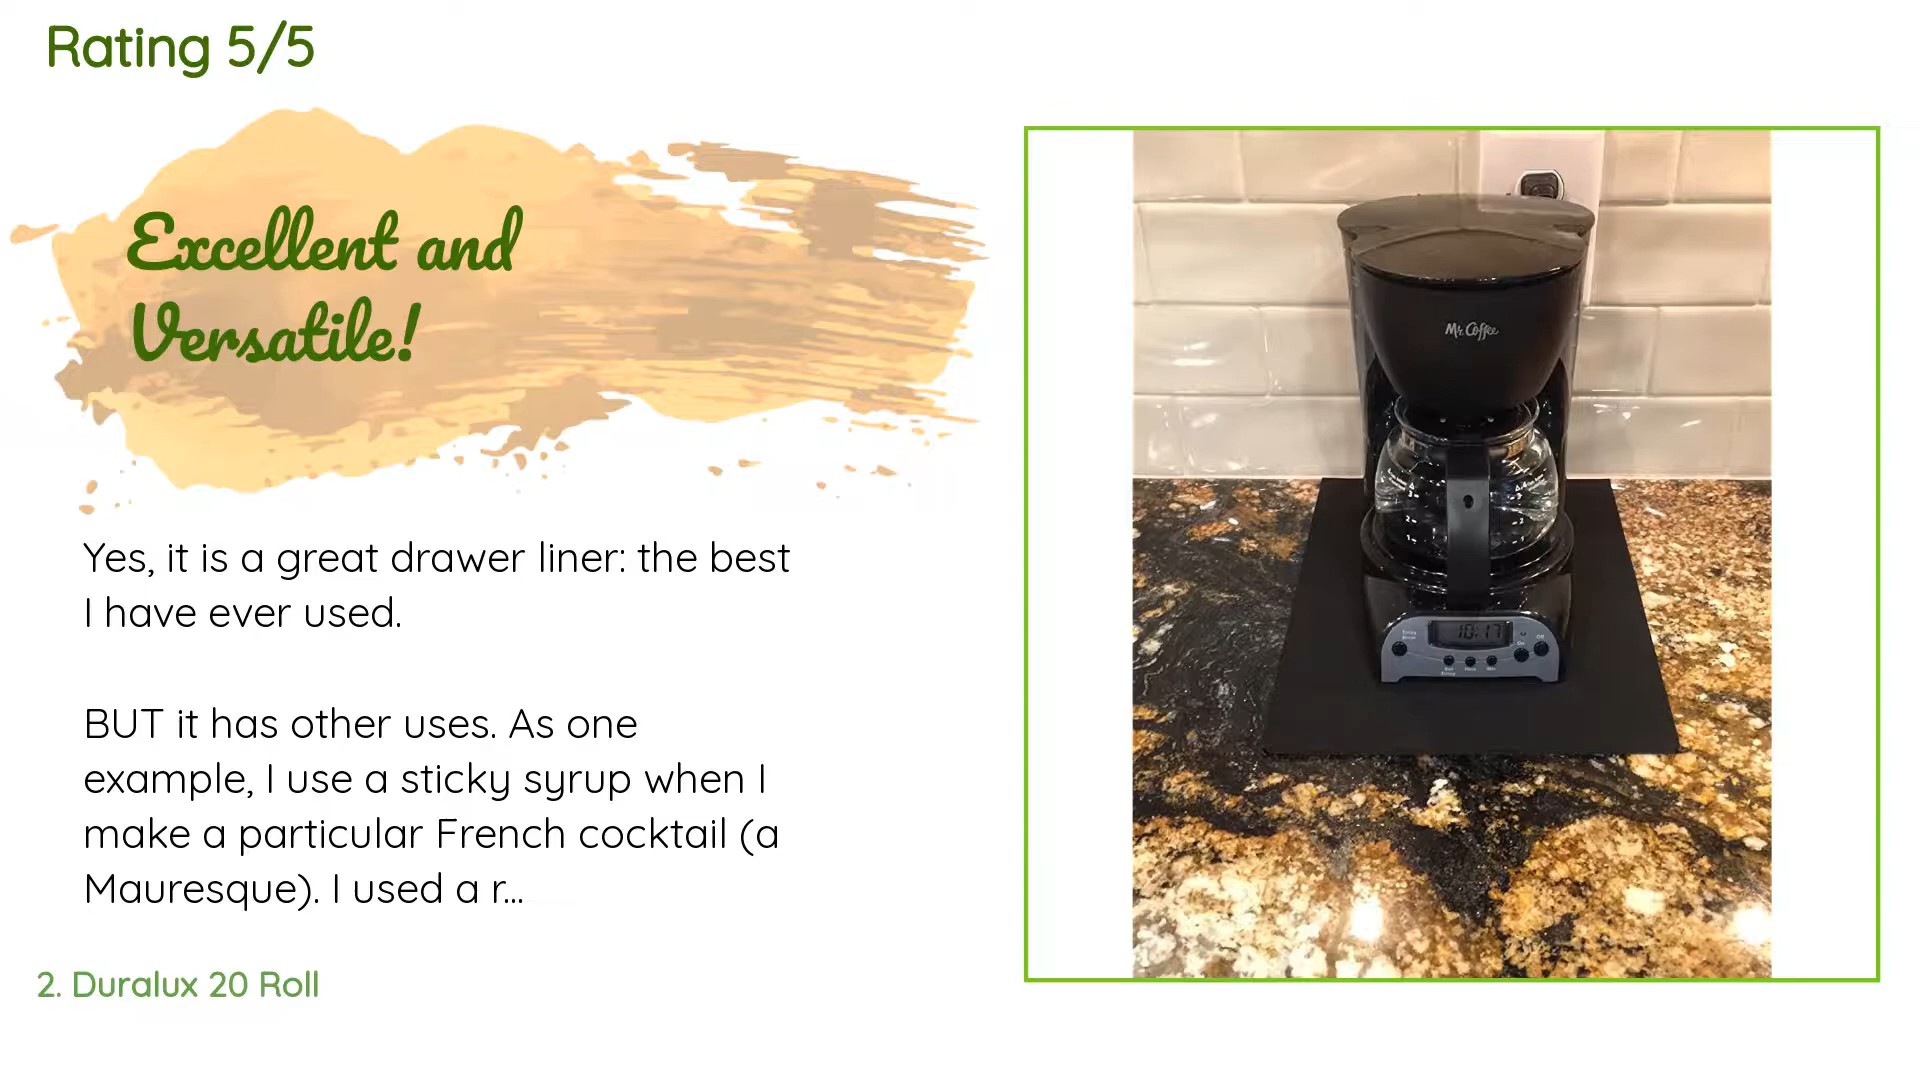 Rating 5/5
Excellent and
Versatile!
Yes, it is a great drawer liner: the best
I have ever used.
BUT it has other uses. As one
example, I use a sticky syrup when I
make a particular French cocktail (a
Mauresque). I used a r...
2. Duralux 20 Roll
Mr. Coffee
10:17